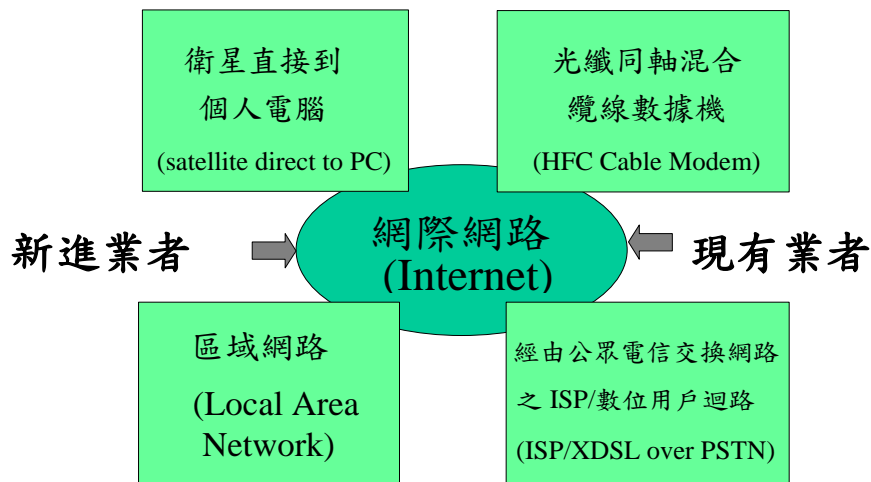 衛星直接到
個人電腦
(satellite direct to PC)
光纖同軸混合
纜線數據機
(HFC Cable Modem)
新進業者
網際網路
(Internet)
現有業者
區域網路
(Local Area
Network)
經由公眾電信交換網路
之 ISP/數位用戶迴路
(ISP/XDSL over PSTN)